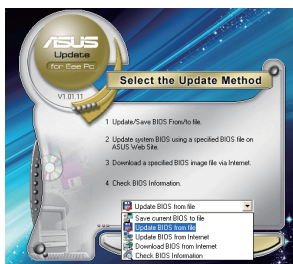 ASUS
Update
for Eee Pc
V1.01.11
Select the Update Method
1 Update/Save BIOS From/to file.
2 Update system BIOS using a specified BIOS file on
ASUS Web Site.
3 Download a specified BIOS image file via Internet.
4 Check BIOS Information.
Update BIOS from file
Save current BIOS to file
Update BIOS from file
Update BIOS from Internet
Download BIOS from Internet
Check BIOS Information